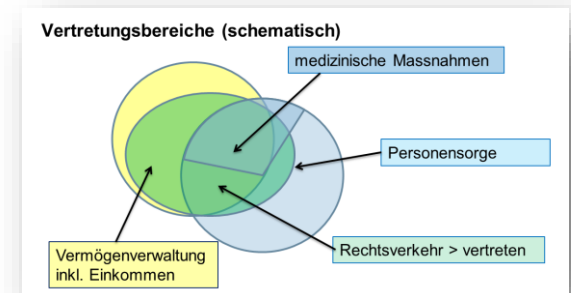 Vertretungsbereiche (schematisch)
medizinische Massnahmen
Personensorge
Rechtsverkehr > vertreten
Vermögenverwaltung
inkl. Einkommen